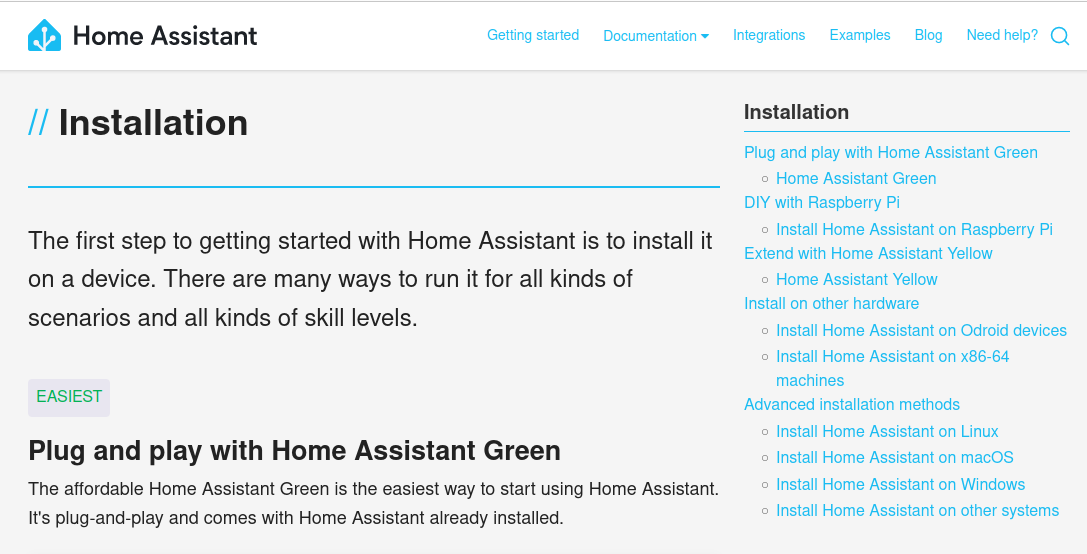 Home Assistant
Getting started
Documentation
Integrations
Examples
Blog
Need help?
// Installation
The first step to getting started with Home Assistant is to install it
on a device. There are many ways to run it for all kinds of
scenarios and all kinds of skill levels.
EASIEST
Plug and play with Home Assistant Green
The affordable Home Assistant Green is the easiest way to start using Home Assistant.
It's plug-and-play and comes with Home Assistant already installed.
Installation
Plug and play with Home Assistant Green
Home Assistant Green
DIY with Raspberry Pi
Install Home Assistant on Raspberry Pi
Extend with Home Assistant Yellow
Home Assistant Yellow
Install on other hardware
Install Home Assistant on Odroid devices
Install Home Assistant on x86-64
machines
Advanced installation methods
Install Home Assistant on Linux
Install Home Assistant on macOS
Install Home Assistant on Windows
Install Home Assistant on other systems